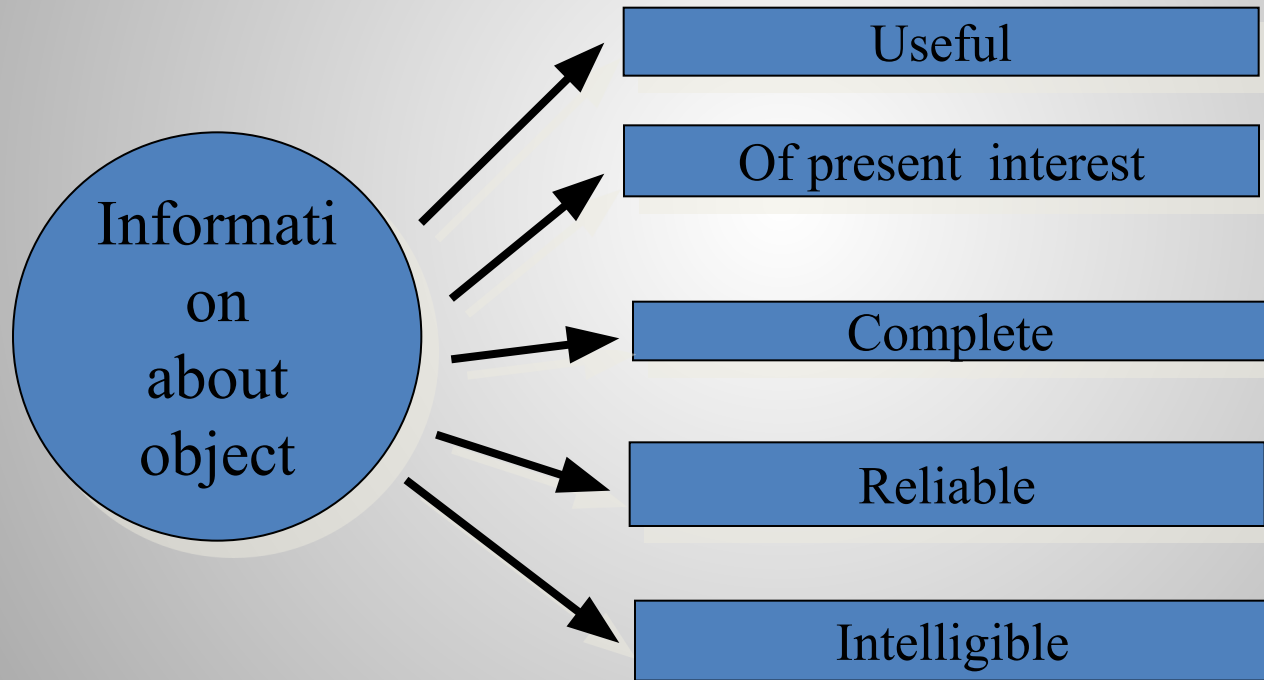 Informati
on
about
object
Useful
Of present  interest
Complete
Reliable
Intelligible